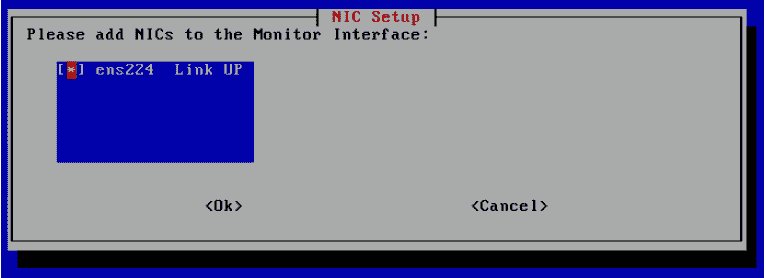 NIC Setup
Please add NICs to the Monitor Interface:
[*] ens224  Link UP
<Ok>
<Cancel>